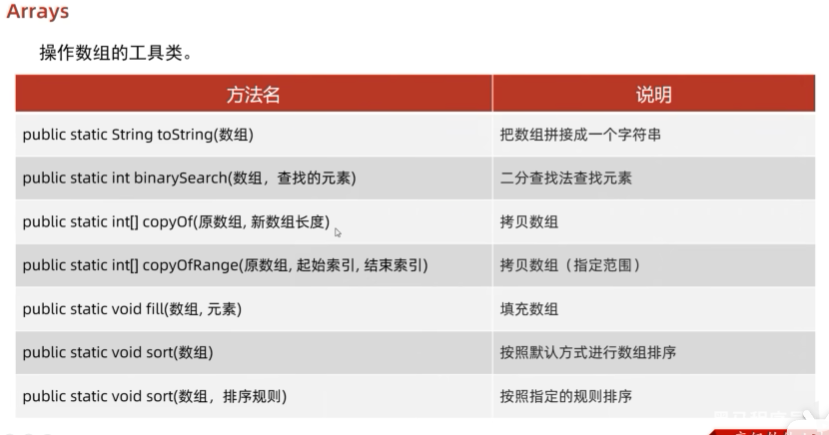 Arrays
操作数组的工具类。
方法名 说明
public static String toString(数组) 把数组拼接成一个字符串
public static int binarySearch(数组，查找的元素) 二分查找法查找元素
public static int[] copyOf(原数组, 新数组长度) 拷贝数组
public static int[] copyOfRange(原数组, 起始索引, 结束索引) 拷贝数组（指定范围）
public static void fill(数组, 元素) 填充数组
public static void sort(数组) 按照默认方式进行数组排序
public static void sort(数组，排序规则) 按照指定的规则排序